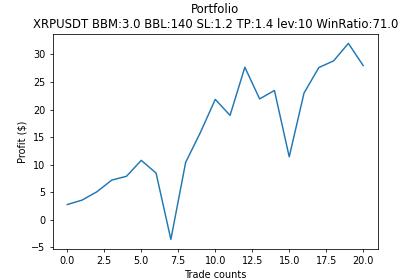 Portfolio
XRPUSDT BBM:3.0 BBL:140 SL:1.2 TP:1.4 lev:10 WinRatio:71.0
30
25
20
15
10
5
0
−5
Profit ($)
0.0 2.5 5.0 7.5 10.0 12.5 15.0 17.5 20.0
Trade counts